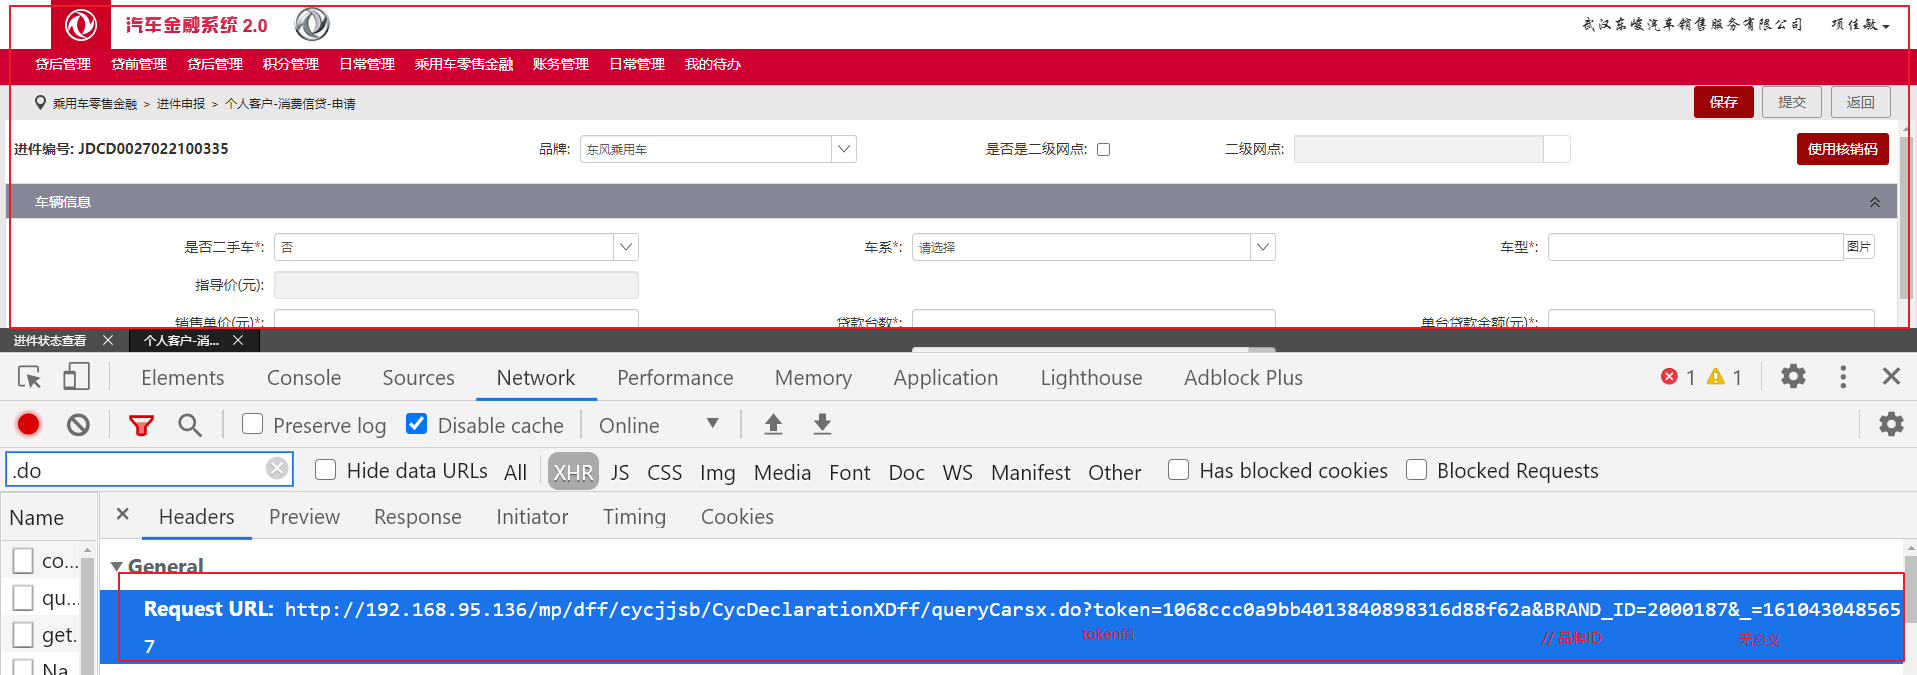 汽车金融系统 2.0
武汉东峻汽车销售服务有限公司 项佳敏
贷后管理 贷前管理 贷后管理 积分管理 日常管理 乘用车零售金融 账务管理 日常管理 我的待办
乘用车零售金融 > 进件申报 > 个人客户-消费信贷-申请
保存 提交 返回
进件编号: JDCD0027022100335 品牌: 东风乘用车 是否是二级网点: 二级网点: 使用核销码
车辆信息
是否二手车*: 否 车系*: 请选择 车型*: 图片
指导价(元):
销售单价(元)*: 贷款台数*: 单台贷款金额(元)*:
进件状态查看 个人客户-消...
Elements Console Sources Network Performance Memory Application Lighthouse Adblock Plus 1 1
Preserve log Disable cache Online
.do Hide data URLs All XHR JS CSS Img Media Font Doc WS Manifest Other Has blocked cookies Blocked Requests
Name Headers Preview Response Initiator Timing Cookies
co...
qu...
get.
Na
General
Request URL: http://192.168.95.136/mp/dff/cycjjsb/CycDeclarationXDff/queryCarsx.do?token=1068ccc0a9bb4013840898316d88f62a&BRAND_ID=2000187&_=161043048565
7
token值 // 品牌ID 无意义